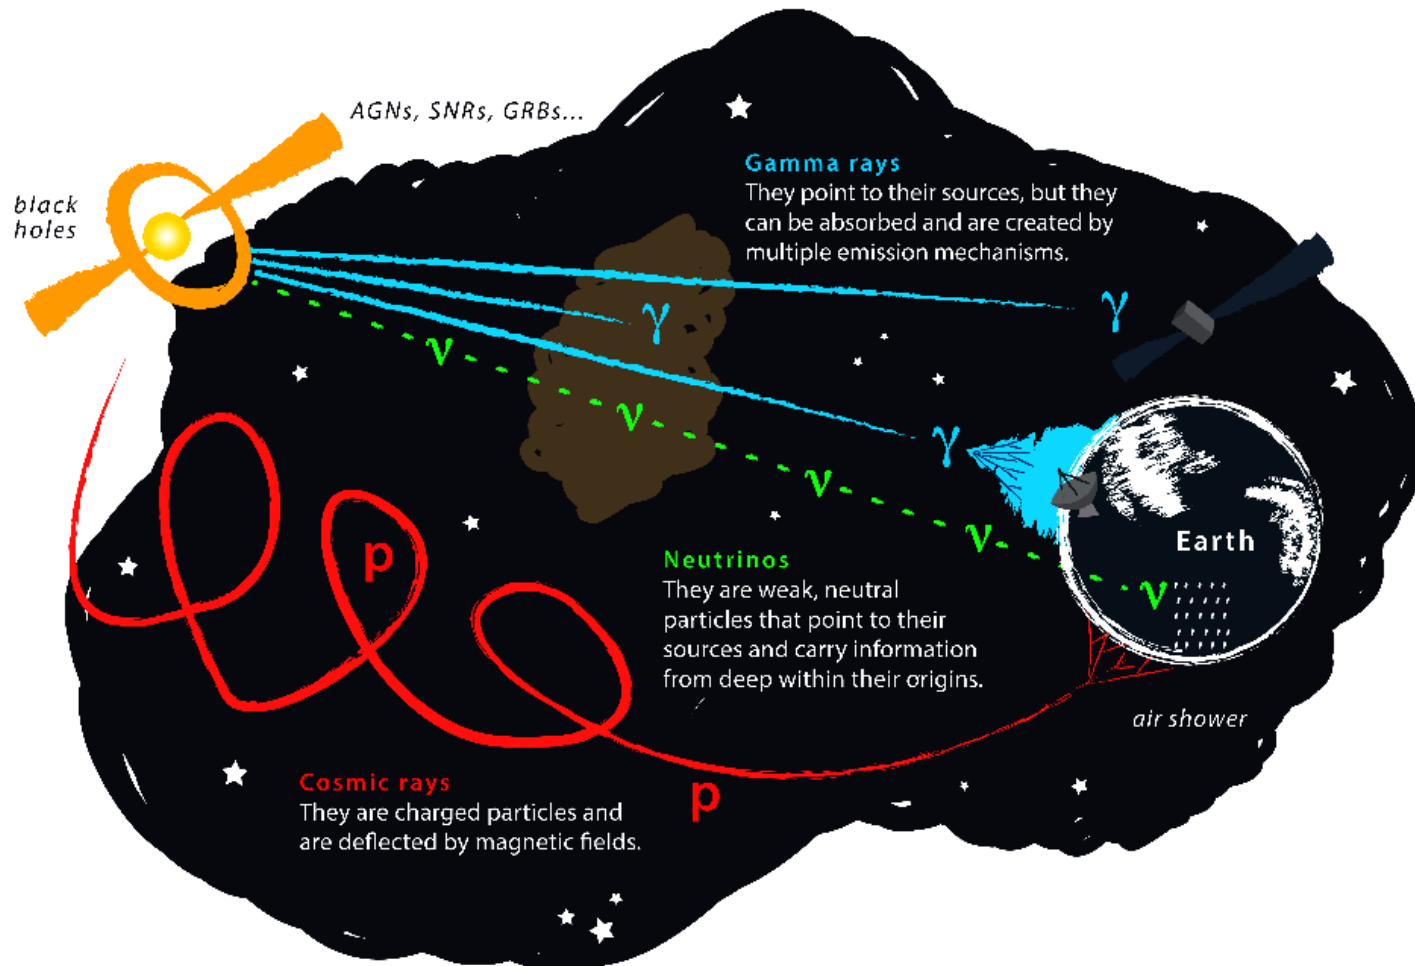 AGNs, SNRs, GRBs...
black
holes
Gamma rays
They point to their sources, but they
can be absorbed and are created by
multiple emission mechanisms.
γ
γ
ν
ν
γ
ν
ν
p
Earth
Neutrinos
They are weak, neutral
particles that point to their
sources and carry information
from deep within their origins.
ν
air shower
Cosmic rays
They are charged particles and
are deflected by magnetic fields.
p